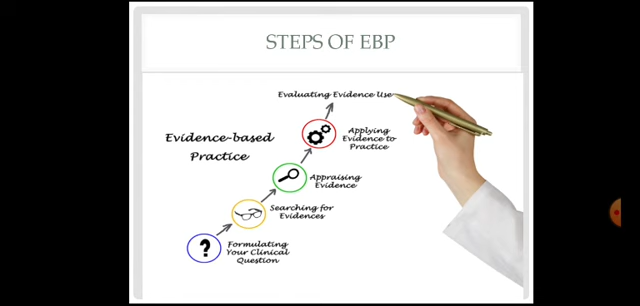 STEPS OF EBP
Evaluating Evidence Use
Evidence-based
Practice
Applying
Evidence to
Practice
Appraising
Evidence
Searching for
Evidences
?
Formulating
Your Clinical
Question